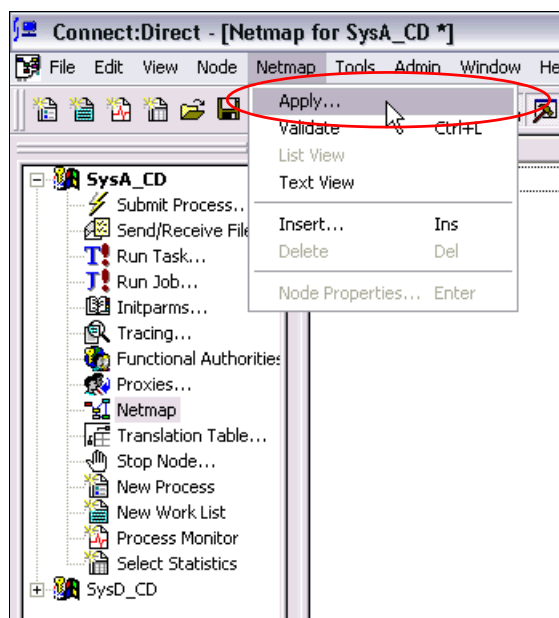 Connect:Direct - [Netmap for SysA_CD *]
File Edit View Node Netmap Tools Admin Window He
Apply...
Validate Ctrl+L
List View
Text View
Insert... Ins
Delete Del
Node Properties... Enter
SysA_CD
Submit Process..
Send/Receive File
Run Task...
Run Job...
Initparms...
Tracing...
Functional Authorities
Proxies...
Netmap
Translation Table...
Stop Node...
New Process
New Work List
Process Monitor
Select Statistics
SysD_CD